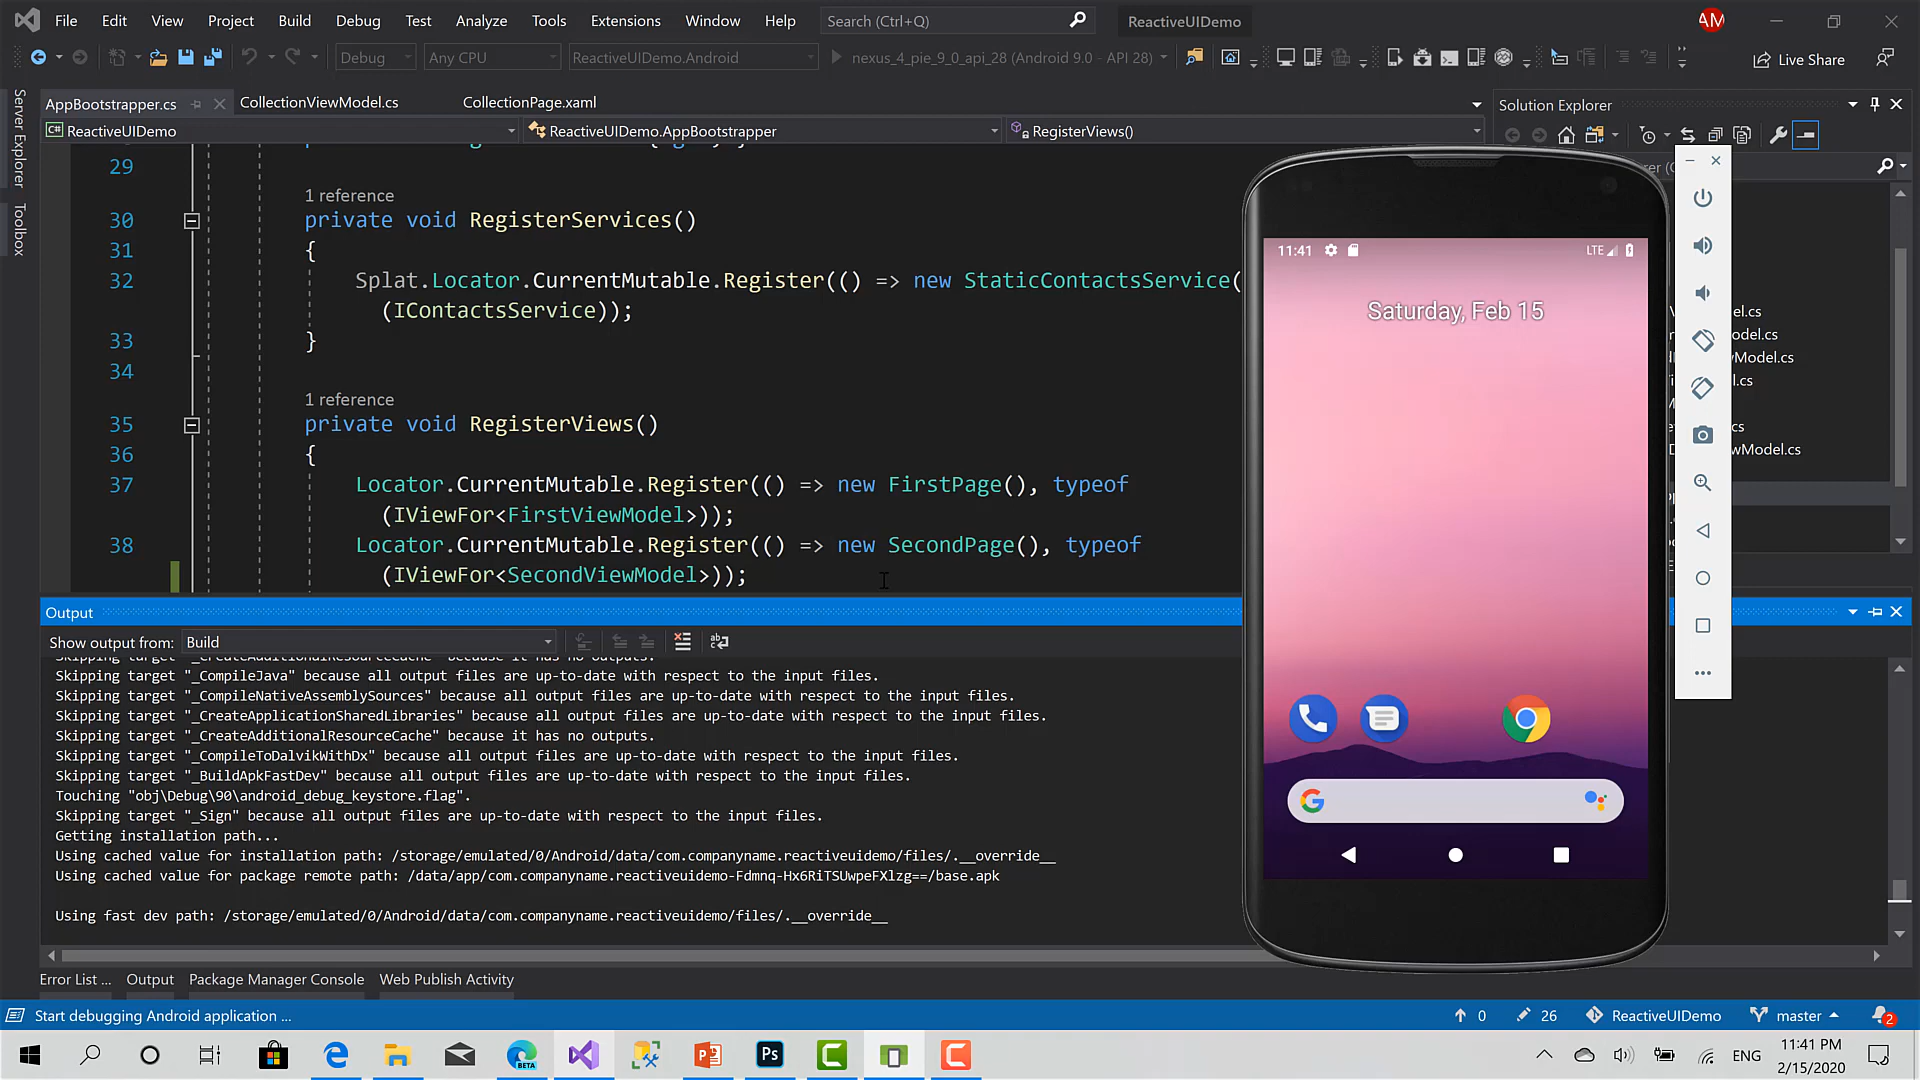 File Edit View Project Build Debug Test Analyze Tools Extensions Window Help Search (Ctrl+Q) ReactiveUIDemo AM
Debug Any CPU ReactiveUIDemo.Android nexus_4_pie_9_0_api_28 (Android 9.0 - API 28) Live Share
Server Explorer
Toolbox
AppBootstrapper.cs CollectionViewModel.cs CollectionPage.xaml
C# ReactiveUIDemo ReactiveUIDemo.AppBootstrapper RegisterViews()
29
1 reference
30 private void RegisterServices()
31 {
32 Splat.Locator.CurrentMutable.Register(() => new StaticContactsService(
(IContactsService));
33 }
34
1 reference
35 private void RegisterViews()
36 {
37 Locator.CurrentMutable.Register(() => new FirstPage(), typeof
(IViewFor<FirstViewModel>));
38 Locator.CurrentMutable.Register(() => new SecondPage(), typeof
(IViewFor<SecondViewModel>));
Solution Explorer
el.cs
odel.cs
wModel.cs
.cs
cs
wModel.cs
11:41 LTE
Saturday, Feb 15
Output
Show output from: Build
Skipping target "_CreateAdditionalResourceCache" because it has no outputs.
Skipping target "_CompileJava" because all output files are up-to-date with respect to the input files.
Skipping target "_CompileNativeAssemblySources" because all output files are up-to-date with respect to the input files.
Skipping target "_CreateApplicationSharedLibraries" because all output files are up-to-date with respect to the input files.
Skipping target "_CreateAdditionalResourceCache" because it has no outputs.
Skipping target "_CompileToDalvikWithDx" because all output files are up-to-date with respect to the input files.
Skipping target "_BuildApkFastDev" because all output files are up-to-date with respect to the input files.
Touching "obj\Debug\90\android_debug_keystore.flag".
Skipping target "_Sign" because all output files are up-to-date with respect to the input files.
Getting installation path...
Using cached value for installation path: /storage/emulated/0/Android/data/com.companyname.reactiveuidemo/files/.__override__
Using cached value for package remote path: /data/app/com.companyname.reactiveuidemo-Fdmnq-Hx6RiTSUwpeFXlzg==/base.apk
Using fast dev path: /storage/emulated/0/Android/data/com.companyname.reactiveuidemo/files/.__override__
Error List ... Output Package Manager Console Web Publish Activity
Start debugging Android application ... 0 26 ReactiveUIDemo master 2
BETA Ps ENG 11:41 PM
2/15/2020